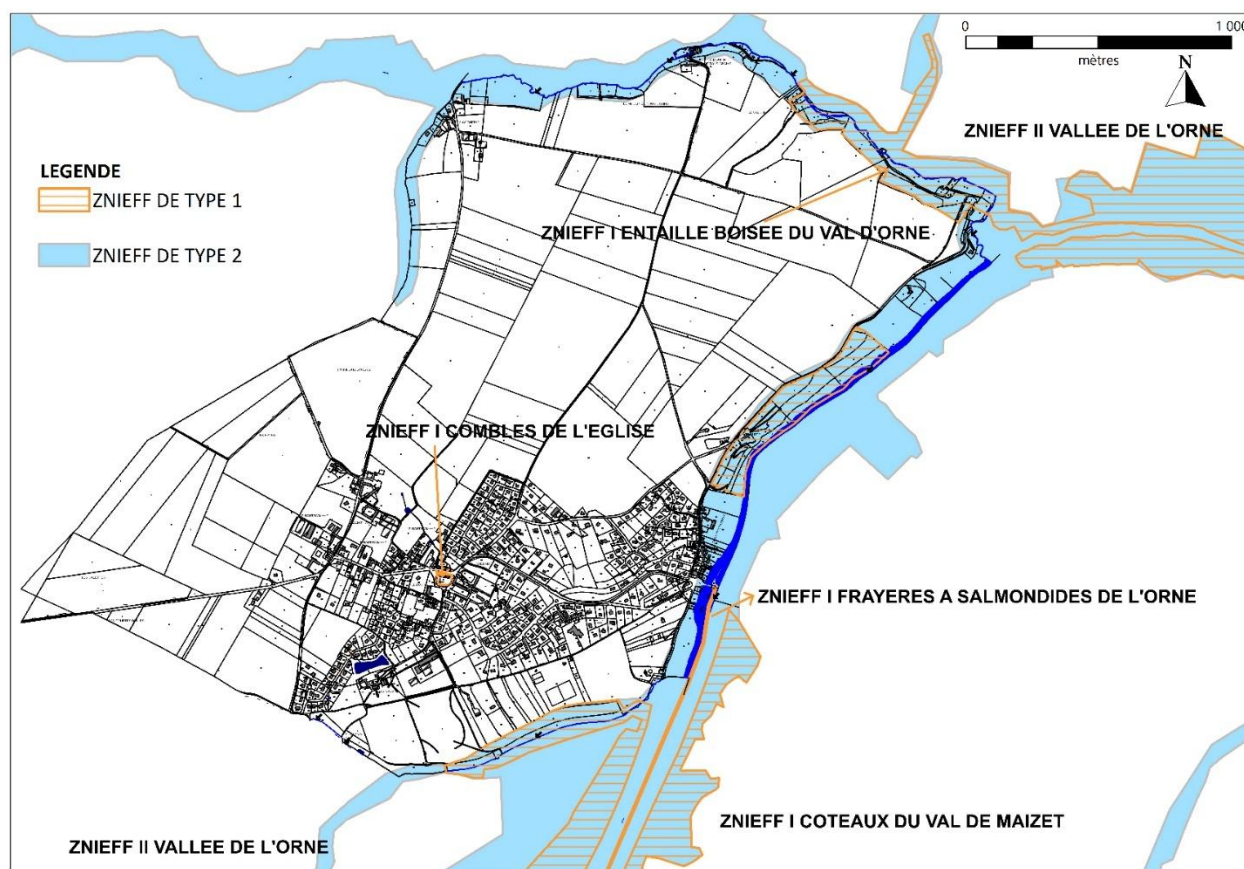 0 1 000
mètres
N
ZNIEFF II VALLEE DE L'ORNE
LEGENDE
ZNIEFF DE TYPE 1
ZNIEFF DE TYPE 2
ZNIEFF I ENTAILLE BOISEE DU VAL D'ORNE
ZNIEFF I COMBLES DE L'EGLISE
ZNIEFF I FRAYERES A SALMONDIDES DE L'ORNE
ZNIEFF I COTEAUX DU VAL DE MAIZET
ZNIEFF II VALLEE DE L'ORNE